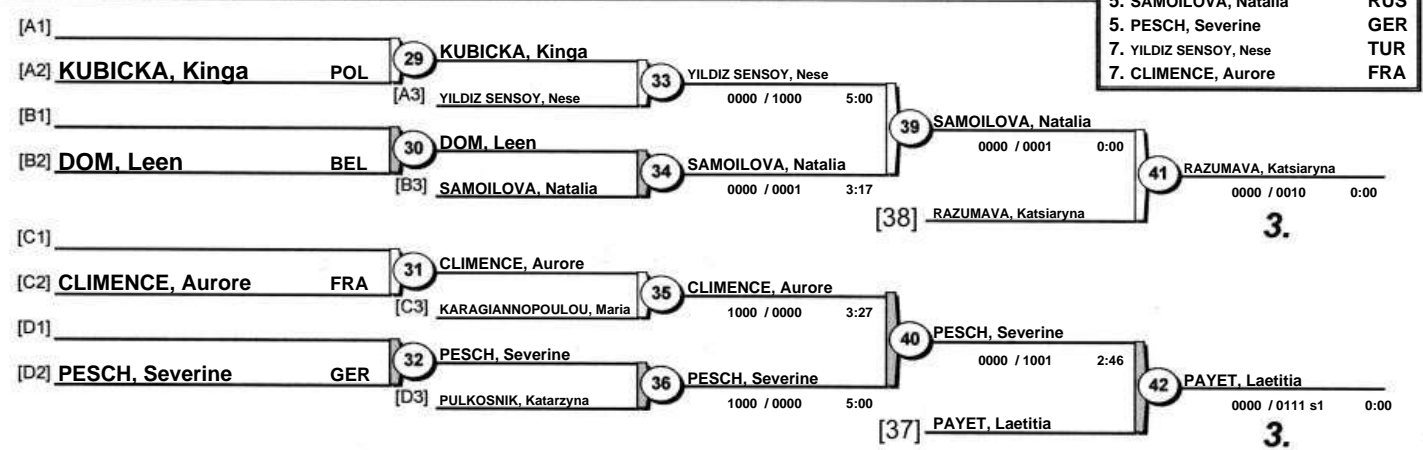 5. SAMOILOVA, Natalia RUS
5. PESCH, Severine GER
7. YILDIZ SENSOY, Nese TUR
7. CLIMENCE, Aurore FRA
[A1]
[A2] KUBICKA, Kinga POL
29
KUBICKA, Kinga
[A3] YILDIZ SENSOY, Nese
33
YILDIZ SENSOY, Nese
0000 / 1000 5:00
[B1]
[B2] DOM, Leen BEL
30
DOM, Leen
[B3] SAMOILOVA, Natalia
34
SAMOILOVA, Natalia
0000 / 0001 3:17
39
SAMOILOVA, Natalia
0000 / 0001 0:00
[38] RAZUMAVA, Katsiaryna
41
RAZUMAVA, Katsiaryna
0000 / 0010 0:00
3.
[C1]
[C2] CLIMENCE, Aurore FRA
31
CLIMENCE, Aurore
[C3] KARAGIANNOPOULOU, Maria
35
CLIMENCE, Aurore
1000 / 0000 3:27
[D1]
[D2] PESCH, Severine GER
32
PESCH, Severine
[D3] PULKOSNIK, Katarzyna
36
PESCH, Severine
1000 / 0000 5:00
40
PESCH, Severine
0000 / 1001 2:46
[37] PAYET, Laetitia
42
PAYET, Laetitia
0000 / 0111 s1 0:00
3.